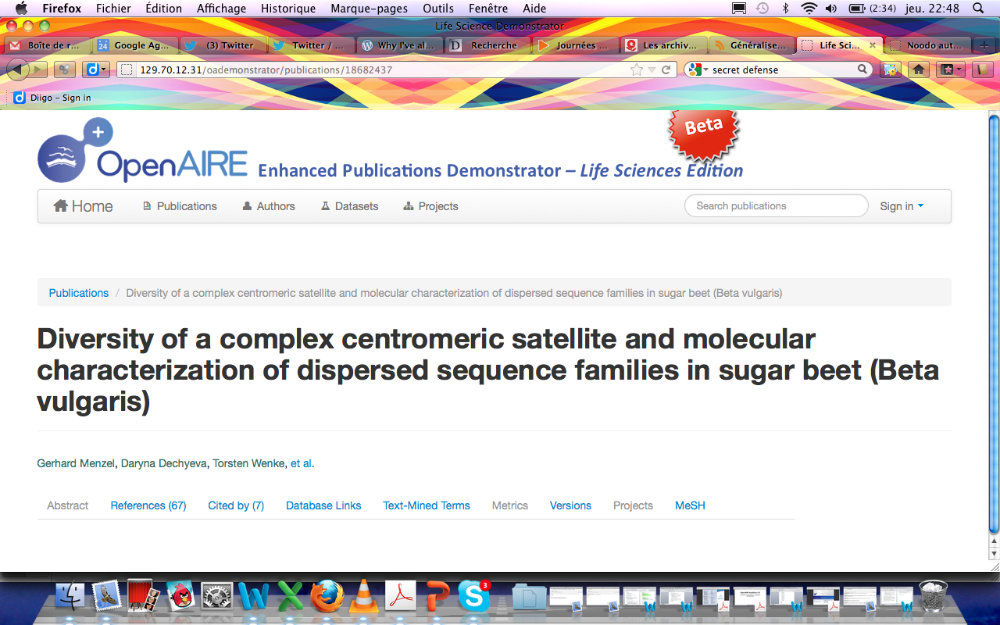 Firefox Fichier Édition Affichage Historique Marque-pages Outils Fenêtre Aide (2:34) jeu. 22:48
Life Science Demonstrator
Boîte de r... 24 Google Ag... (3) Twitter Twitter / ... Why I've al... D Recherche Journées ... Les archiv... Généralise... Life Sci... Noodo aut...
129.70.12.31/oademonstrator/publications/18682437 secret defense
Diigo - Sign in
Beta
OpenAIRE Enhanced Publications Demonstrator – Life Sciences Edition
Home Publications Authors Datasets Projects Search publications Sign in
Publications / Diversity of a complex centromeric satellite and molecular characterization of dispersed sequence families in sugar beet (Beta vulgaris)
Diversity of a complex centromeric satellite and molecular
characterization of dispersed sequence families in sugar beet (Beta
vulgaris)
Gerhard Menzel, Daryna Dechyeva, Torsten Wenke, et al.
Abstract References (67) Cited by (7) Database Links Text-Mined Terms Metrics Versions Projects MeSH
3